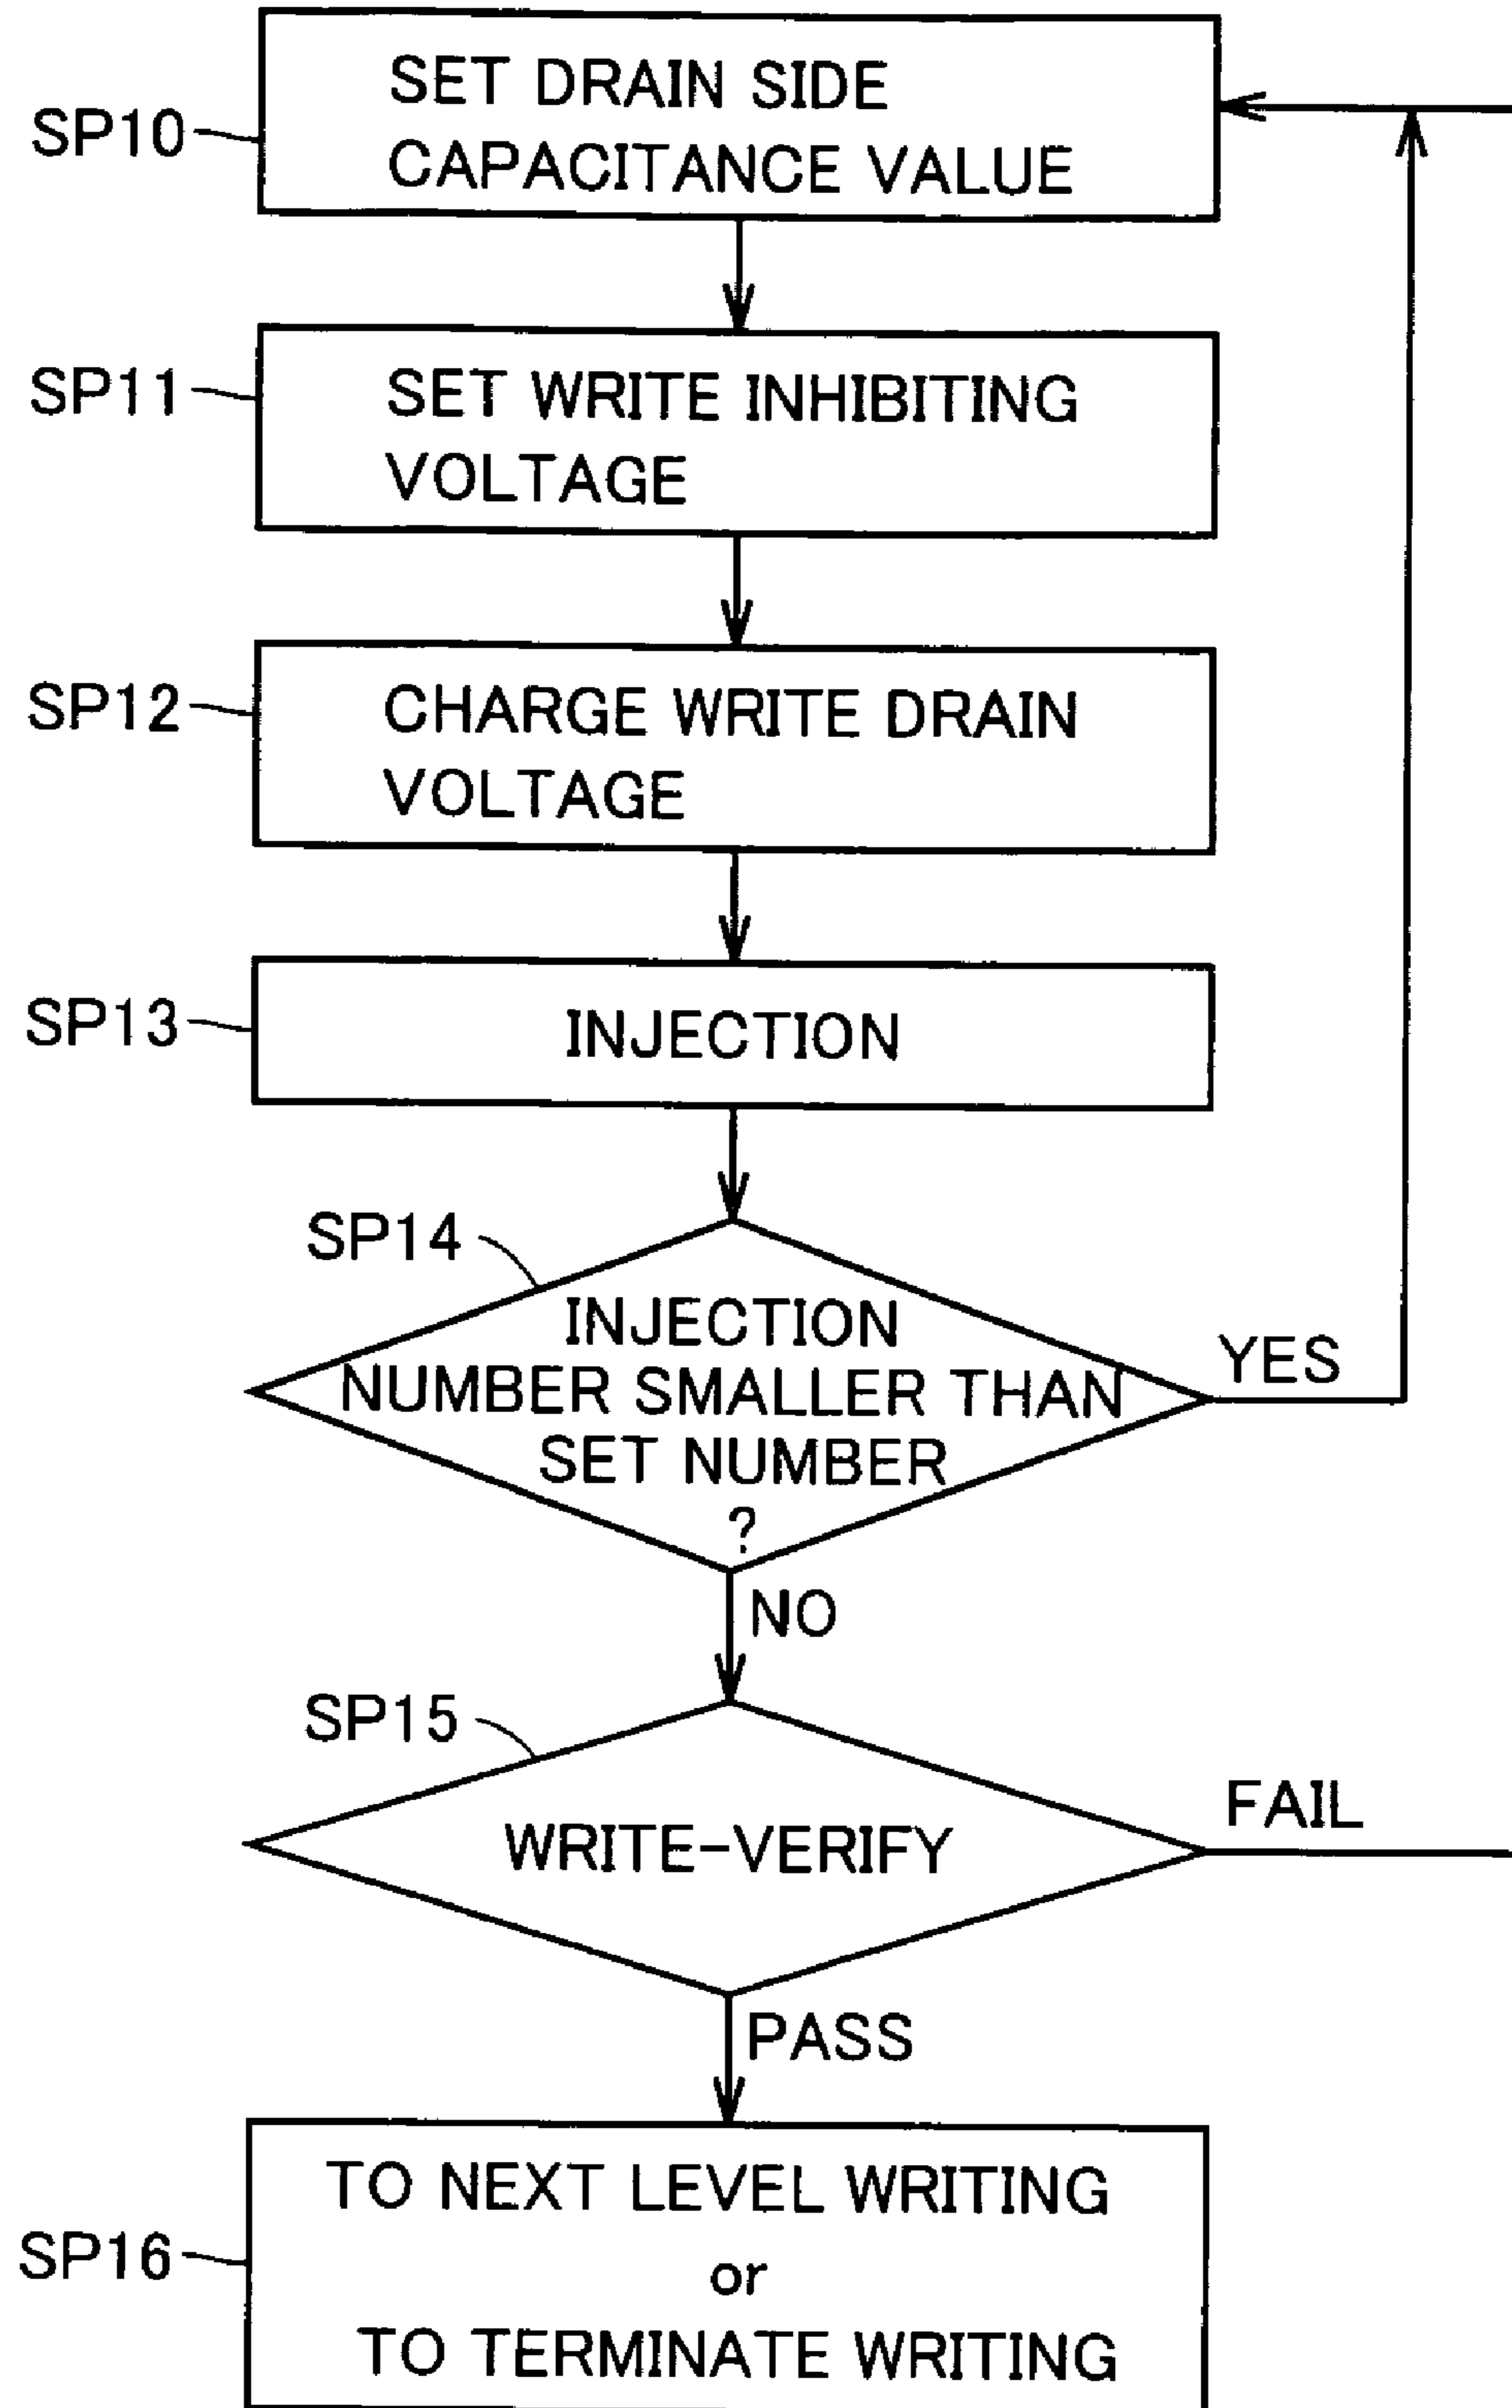 SP10
SET DRAIN SIDE
CAPACITANCE VALUE
SP11
SET WRITE INHIBITING
VOLTAGE
SP12
CHARGE WRITE DRAIN
VOLTAGE
SP13
INJECTION
SP14
INJECTION
NUMBER SMALLER THAN
SET NUMBER
?
YES
NO
SP15
WRITE-VERIFY
FAIL
PASS
SP16
TO NEXT LEVEL WRITING
or
TO TERMINATE WRITING